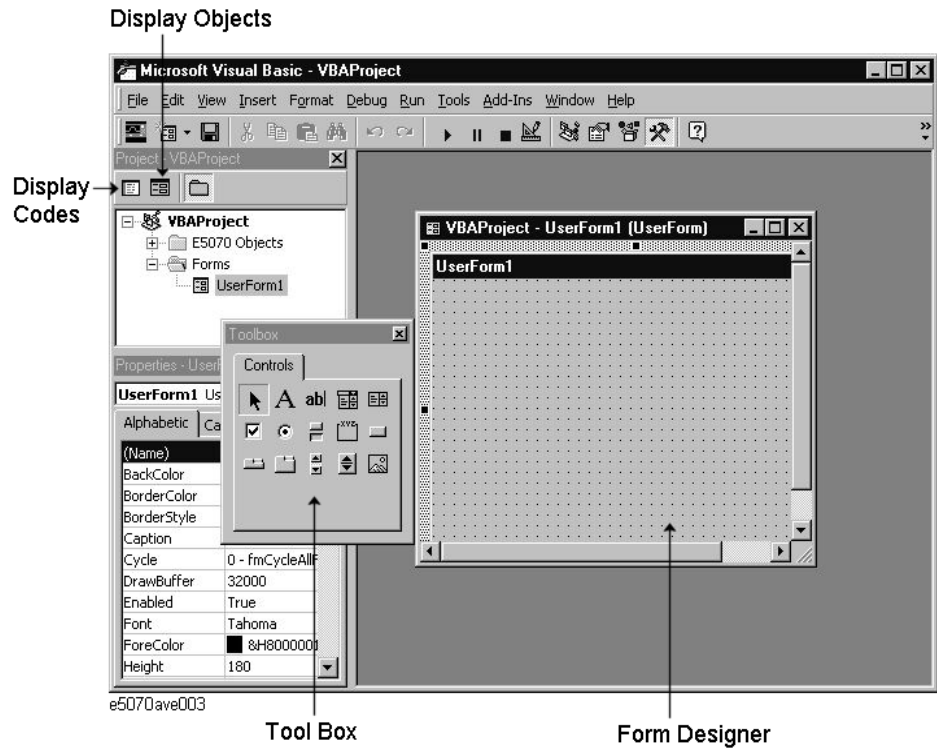 Display Objects
Microsoft Visual Basic - VBAProject
File Edit View Insert Format Debug Run Tools Add-Ins Window Help
Project - VBAProject
Display
Codes
VBAProject
E5070 Objects
Forms
UserForm1
VBAProject - UserForm1 (UserForm)
UserForm1
Toolbox
Controls
A ab|
XYZ
Properties - UserF
UserForm1 Us
Alphabetic Ca
(Name)
BackColor
BorderColor
BorderStyle
Caption
Cycle 0 - fmCycleAllF
DrawBuffer 32000
Enabled True
Font Tahoma
ForeColor &H8000001
Height 180
e5070ave003
Tool Box
Form Designer